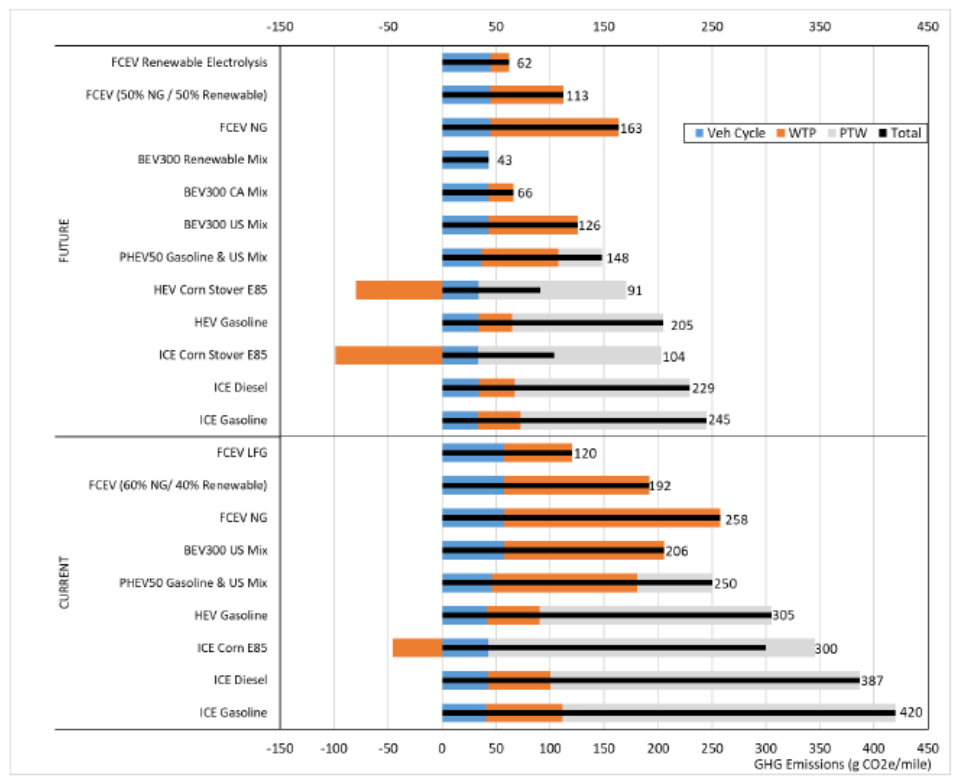 -150 -50 50 150 250 350 450
FCEV Renewable Electrolysis 62
FCEV (50% NG / 50% Renewable) 113
FCEV NG 163
Veh Cycle WTP PTW Total
BEV300 Renewable Mix 43
BEV300 CA Mix 66
BEV300 US Mix 126
FUTURE
PHEV50 Gasoline & US Mix 148
HEV Corn Stover E85 91
HEV Gasoline 205
ICE Corn Stover E85 104
ICE Diesel 229
ICE Gasoline 245
FCEV LFG 120
FCEV (60% NG/ 40% Renewable) 192
FCEV NG 258
BEV300 US Mix 206
CURRENT
PHEV50 Gasoline & US Mix 250
HEV Gasoline 305
ICE Corn E85 300
ICE Diesel 387
ICE Gasoline 420
-150 -100 -50 0 50 100 150 200 250 300 350 400 450
GHG Emissions (g CO2e/mile)